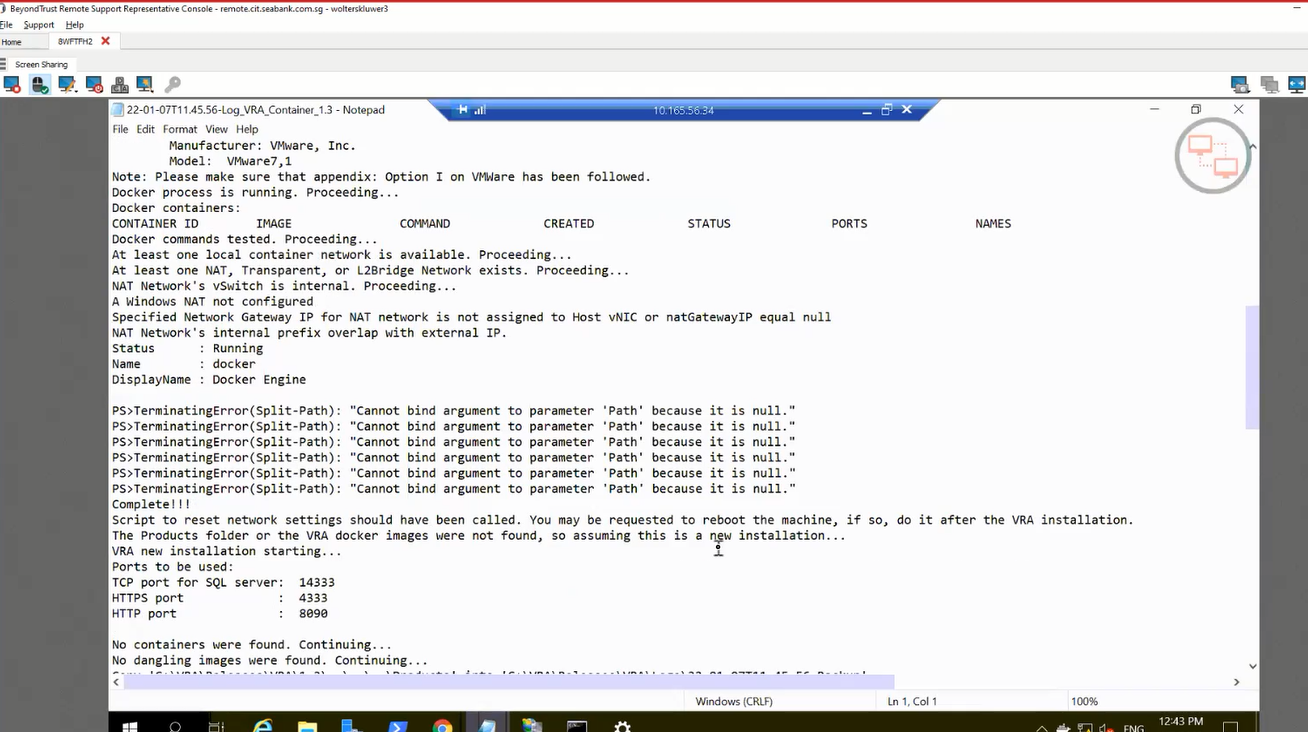 BeyondTrust Remote Support Representative Console - remote.cit.seabank.com.sg - wolterskluwer3
File Support Help
Home 8WFTFH2
Screen Sharing
22-01-07T11.45.56-Log_VRA_Container_1.3 - Notepad 10.165.56.34
File Edit Format View Help
Manufacturer: VMware, Inc.
Model: VMware7,1
Note: Please make sure that appendix: Option I on VMWare has been followed.
Docker process is running. Proceeding...
Docker containers:
CONTAINER ID IMAGE COMMAND CREATED STATUS PORTS NAMES
Docker commands tested. Proceeding...
At least one local container network is available. Proceeding...
At least one NAT, Transparent, or L2Bridge Network exists. Proceeding...
NAT Network's vSwitch is internal. Proceeding...
A Windows NAT not configured
Specified Network Gateway IP for NAT network is not assigned to Host vNIC or natGatewayIP equal null
NAT Network's internal prefix overlap with external IP.
Status : Running
Name : docker
DisplayName : Docker Engine
PS>TerminatingError(Split-Path): "Cannot bind argument to parameter 'Path' because it is null."
PS>TerminatingError(Split-Path): "Cannot bind argument to parameter 'Path' because it is null."
PS>TerminatingError(Split-Path): "Cannot bind argument to parameter 'Path' because it is null."
PS>TerminatingError(Split-Path): "Cannot bind argument to parameter 'Path' because it is null."
PS>TerminatingError(Split-Path): "Cannot bind argument to parameter 'Path' because it is null."
PS>TerminatingError(Split-Path): "Cannot bind argument to parameter 'Path' because it is null."
Complete!!!
Script to reset network settings should have been called. You may be requested to reboot the machine, if so, do it after the VRA installation.
The Products folder or the VRA docker images were not found, so assuming this is a new installation...
VRA new installation starting...
Ports to be used:
TCP port for SQL server: 14333
HTTPS port : 4333
HTTP port : 8090
No containers were found. Continuing...
No dangling images were found. Continuing...
Windows (CRLF) Ln 1, Col 1 100%
ENG 12:43 PM